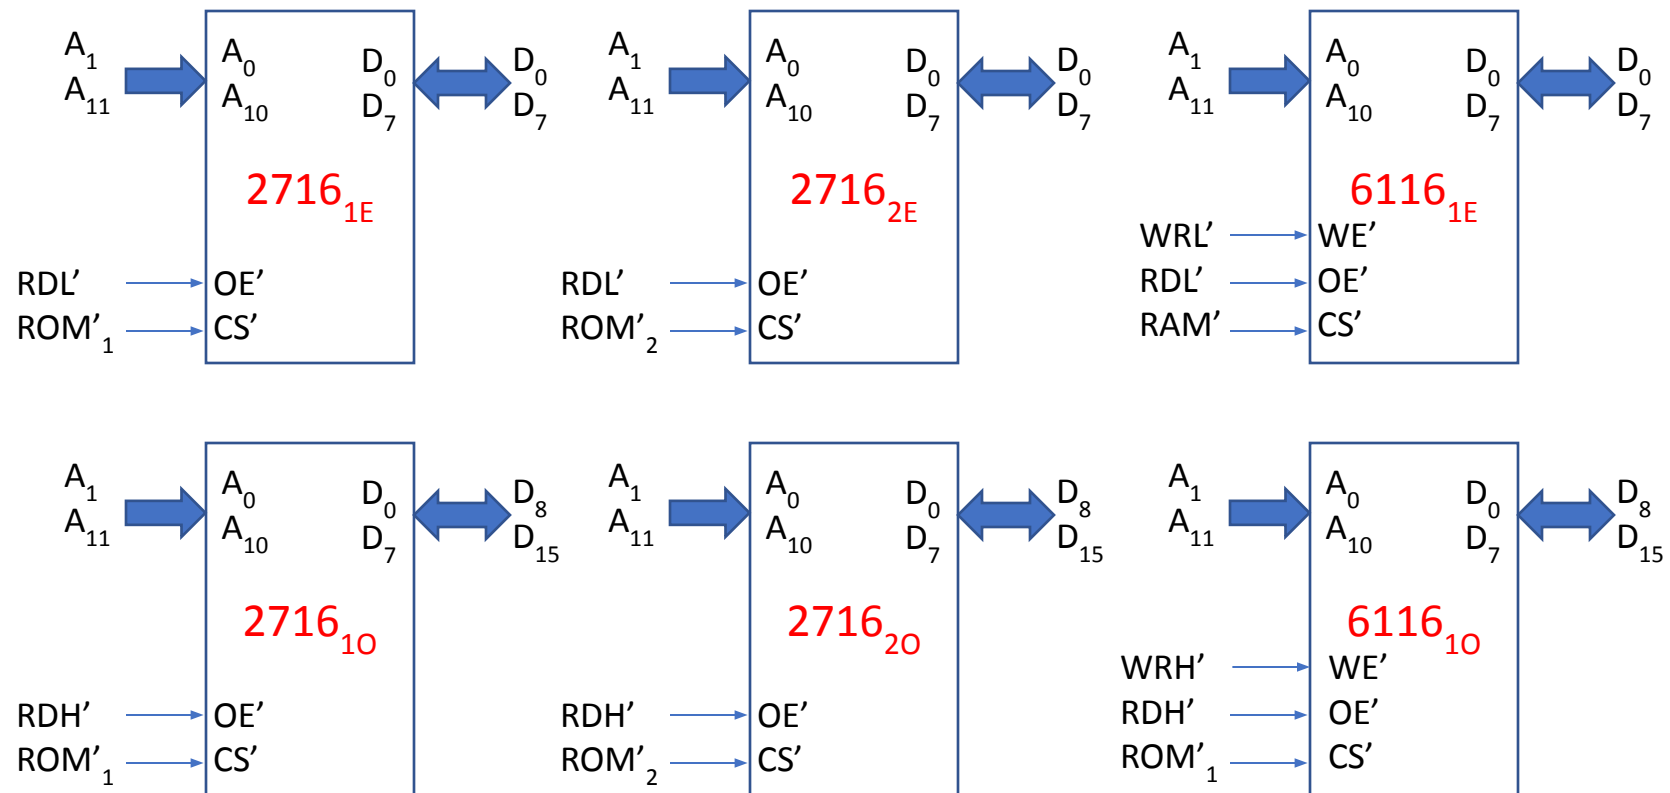 A1 A0 D0 D0
A11 A10 D7 D7
2716 1E
RDL’ OE’
ROM’1 CS’
A1 A0 D0 D0
A11 A10 D7 D7
2716 2E
RDL’ OE’
ROM’2 CS’
A1 A0 D0 D0
A11 A10 D7 D7
6116 1E
WRL’ WE’
RDL’ OE’
RAM’ CS’
A1 A0 D0 D8
A11 A10 D7 D15
2716 1O
RDH’ OE’
ROM’1 CS’
A1 A0 D0 D8
A11 A10 D7 D15
2716 2O
RDH’ OE’
ROM’2 CS’
A1 A0 D0 D8
A11 A10 D7 D15
6116 1O
WRH’ WE’
RDH’ OE’
ROM’1 CS’